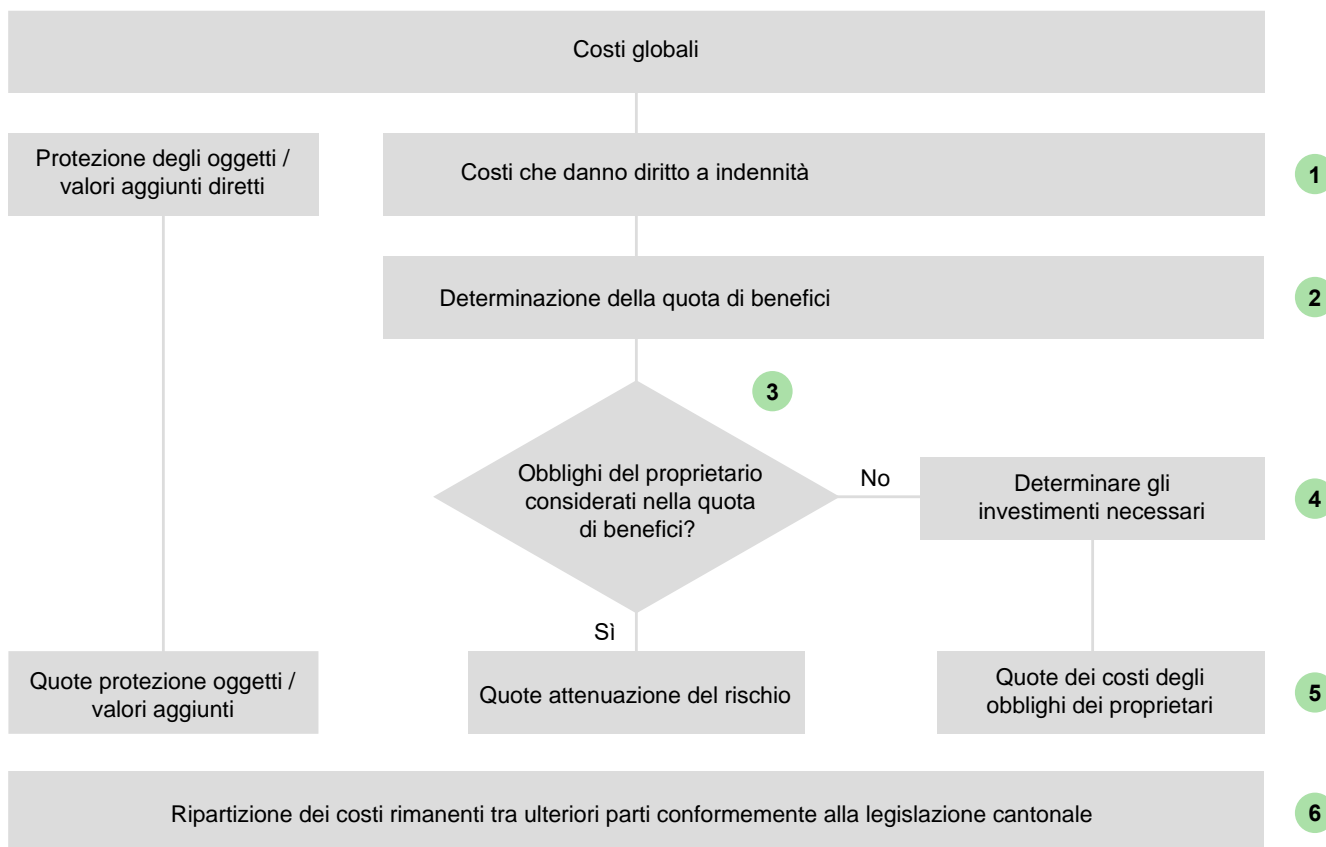 Costi globali
Protezione degli oggetti /
valori aggiunti diretti
Costi che danno diritto a indennità
1
Determinazione della quota di benefici
2
3
Obblighi del proprietario
considerati nella quota
di benefici?
No
Determinare gli
investimenti necessari
4
Sì
Quote protezione oggetti /
valori aggiunti
Quote attenuazione del rischio
Quote dei costi degli
obblighi dei proprietari
5
Ripartizione dei costi rimanenti tra ulteriori parti conformemente alla legislazione cantonale
6